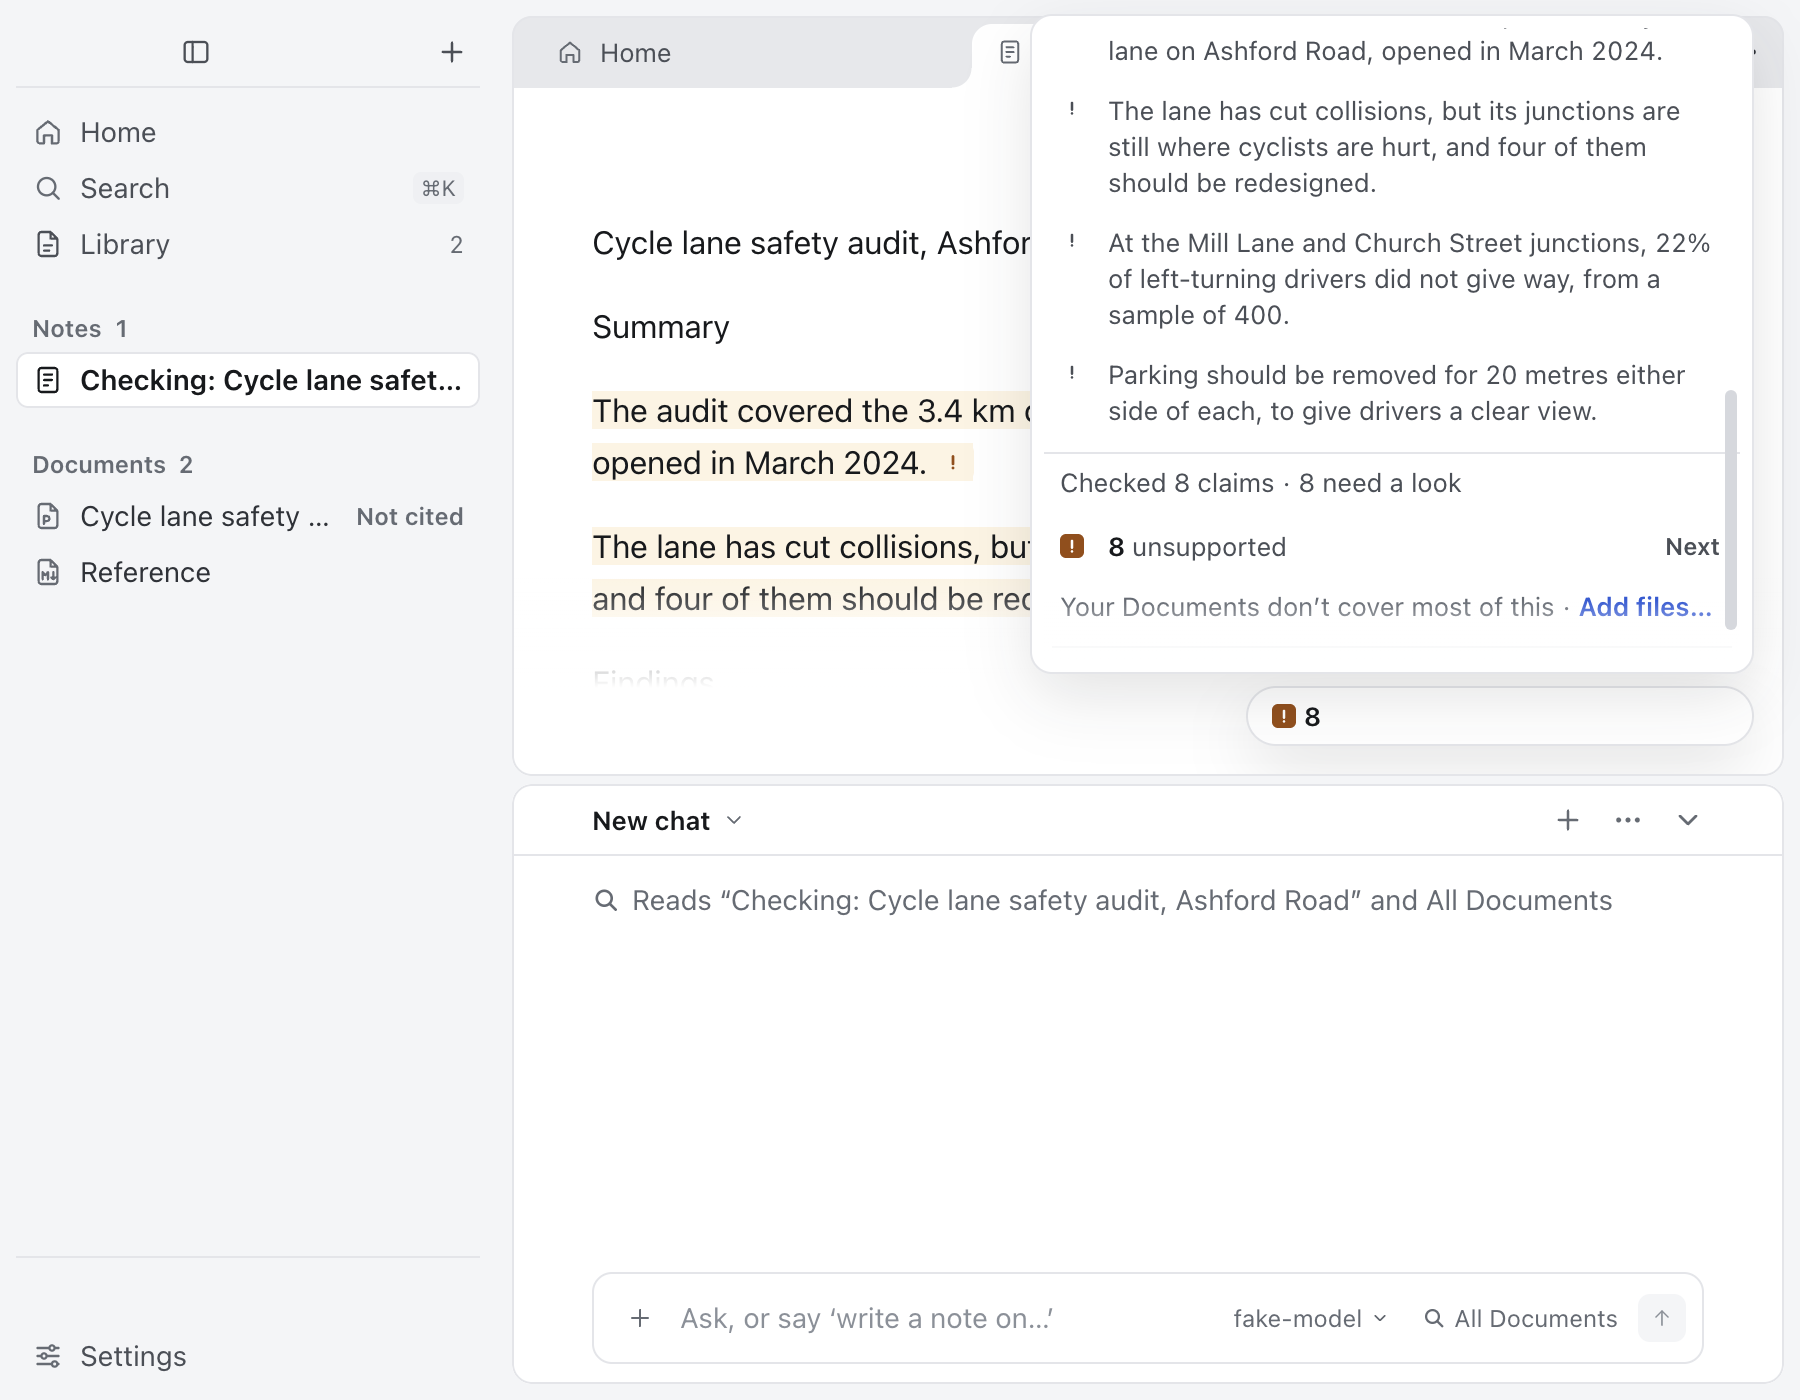 Home
Search ⌘K
Library 2
Notes 1
Checking: Cycle lane safet...
Documents 2
Cycle lane safety ... Not cited
Reference
Settings
Home
Cycle lane safety audit, Ashfor
Summary
The audit covered the 3.4 km
opened in March 2024. !
The lane has cut collisions, but
and four of them should be rec
Findings
lane on Ashford Road, opened in March 2024.
! The lane has cut collisions, but its junctions are
still where cyclists are hurt, and four of them
should be redesigned.
! At the Mill Lane and Church Street junctions, 22%
of left-turning drivers did not give way, from a
sample of 400.
! Parking should be removed for 20 metres either
side of each, to give drivers a clear view.
Checked 8 claims · 8 need a look
! 8 unsupported Next
Your Documents don’t cover most of this · Add files...
! 8
New chat
Reads “Checking: Cycle lane safety audit, Ashford Road” and All Documents
Ask, or say ‘write a note on...’ fake-model All Documents